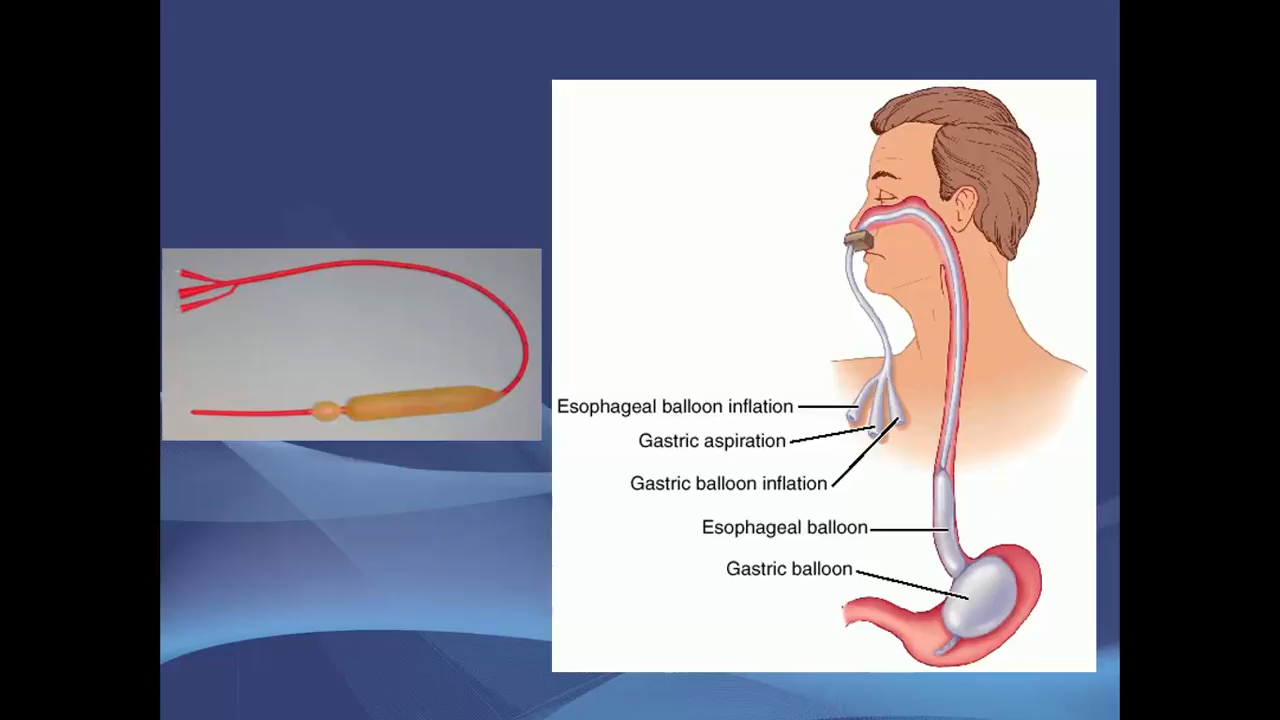 Esophageal balloon inflation
Gastric aspiration
Gastric balloon inflation
Esophageal balloon
Gastric balloon